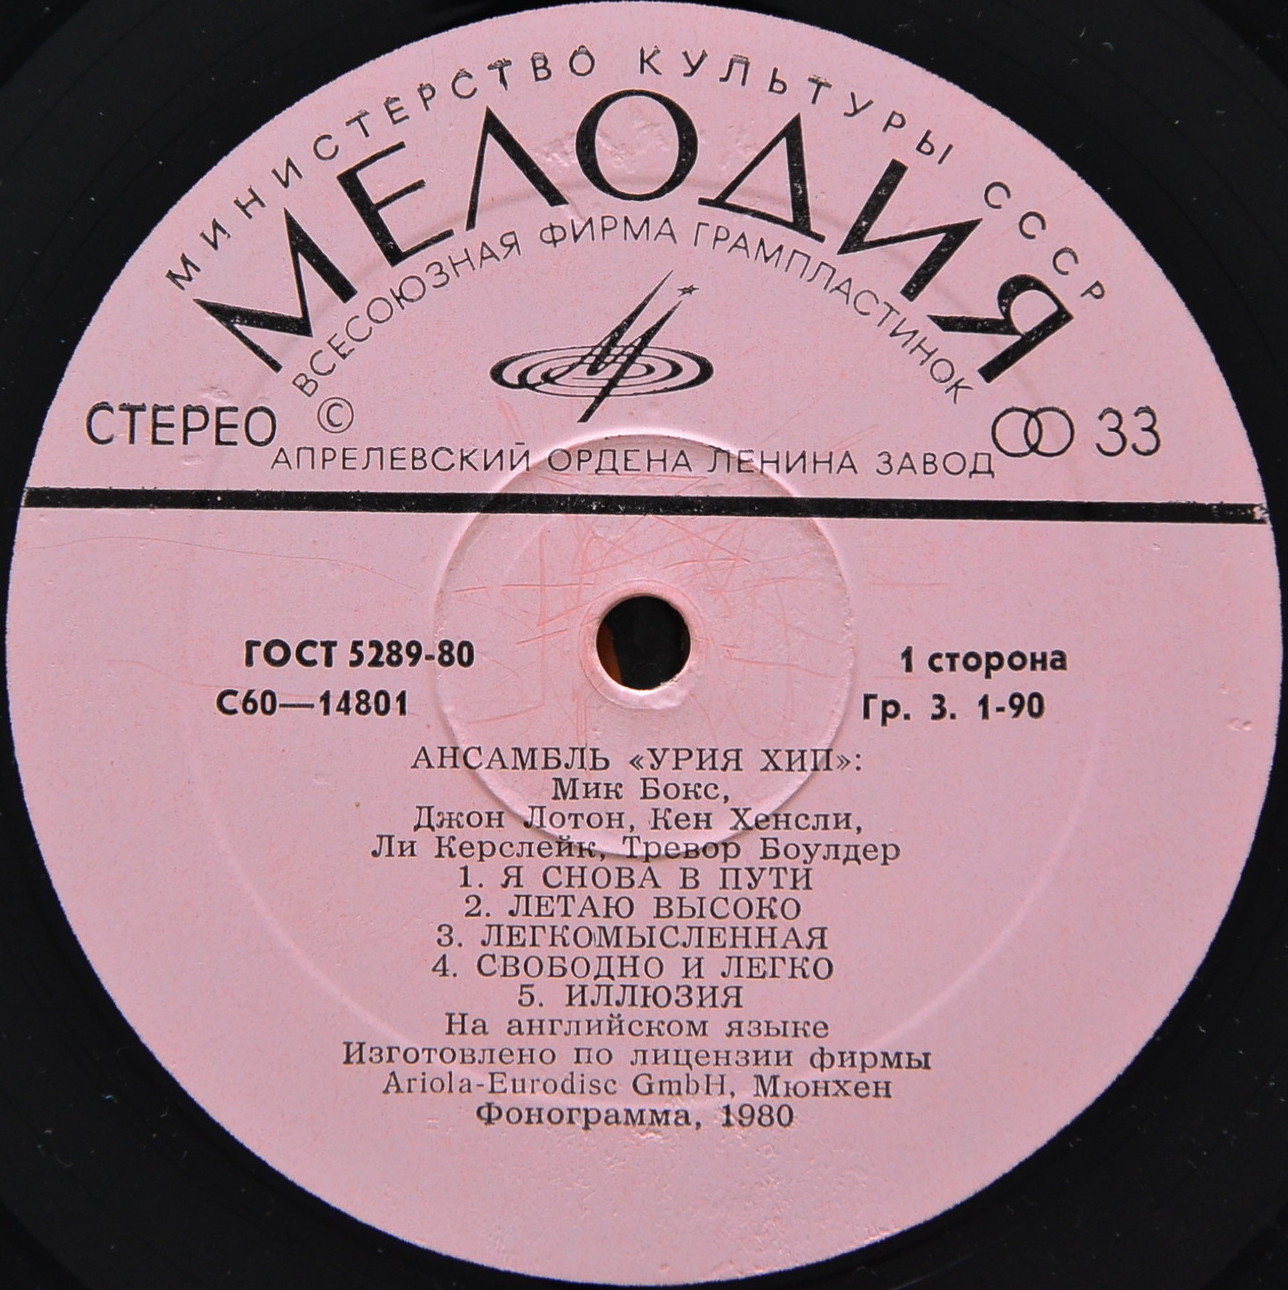 МИНИСТЕРСТВО КУЛЬТУРЫ СССР
МЕЛОДИЯ
ВСЕСОЮЗНАЯ ФИРМА ГРАМПЛАСТИНОК
СТЕРЕО © 33
АПРЕЛЕВСКИЙ ОРДЕНА ЛЕНИНА ЗАВОД
ГОСТ 5289-80 1 сторона
С60—14801 Гр. 3. 1-90
АНСАМБЛЬ «УРИЯ ХИП»:
Мик Бокс,
Джон Лотон, Кен Хенсли,
Ли Керслейк, Тревор Боулдер
1. Я СНОВА В ПУТИ
2. ЛЕТАЮ ВЫСОКО
3. ЛЕГКОМЫСЛЕННАЯ
4. СВОБОДНО И ЛЕГКО
5. ИЛЛЮЗИЯ
На английском языке
Изготовлено по лицензии фирмы
Ariola-Eurodisc GmbH, Мюнхен
Фонограмма, 1980